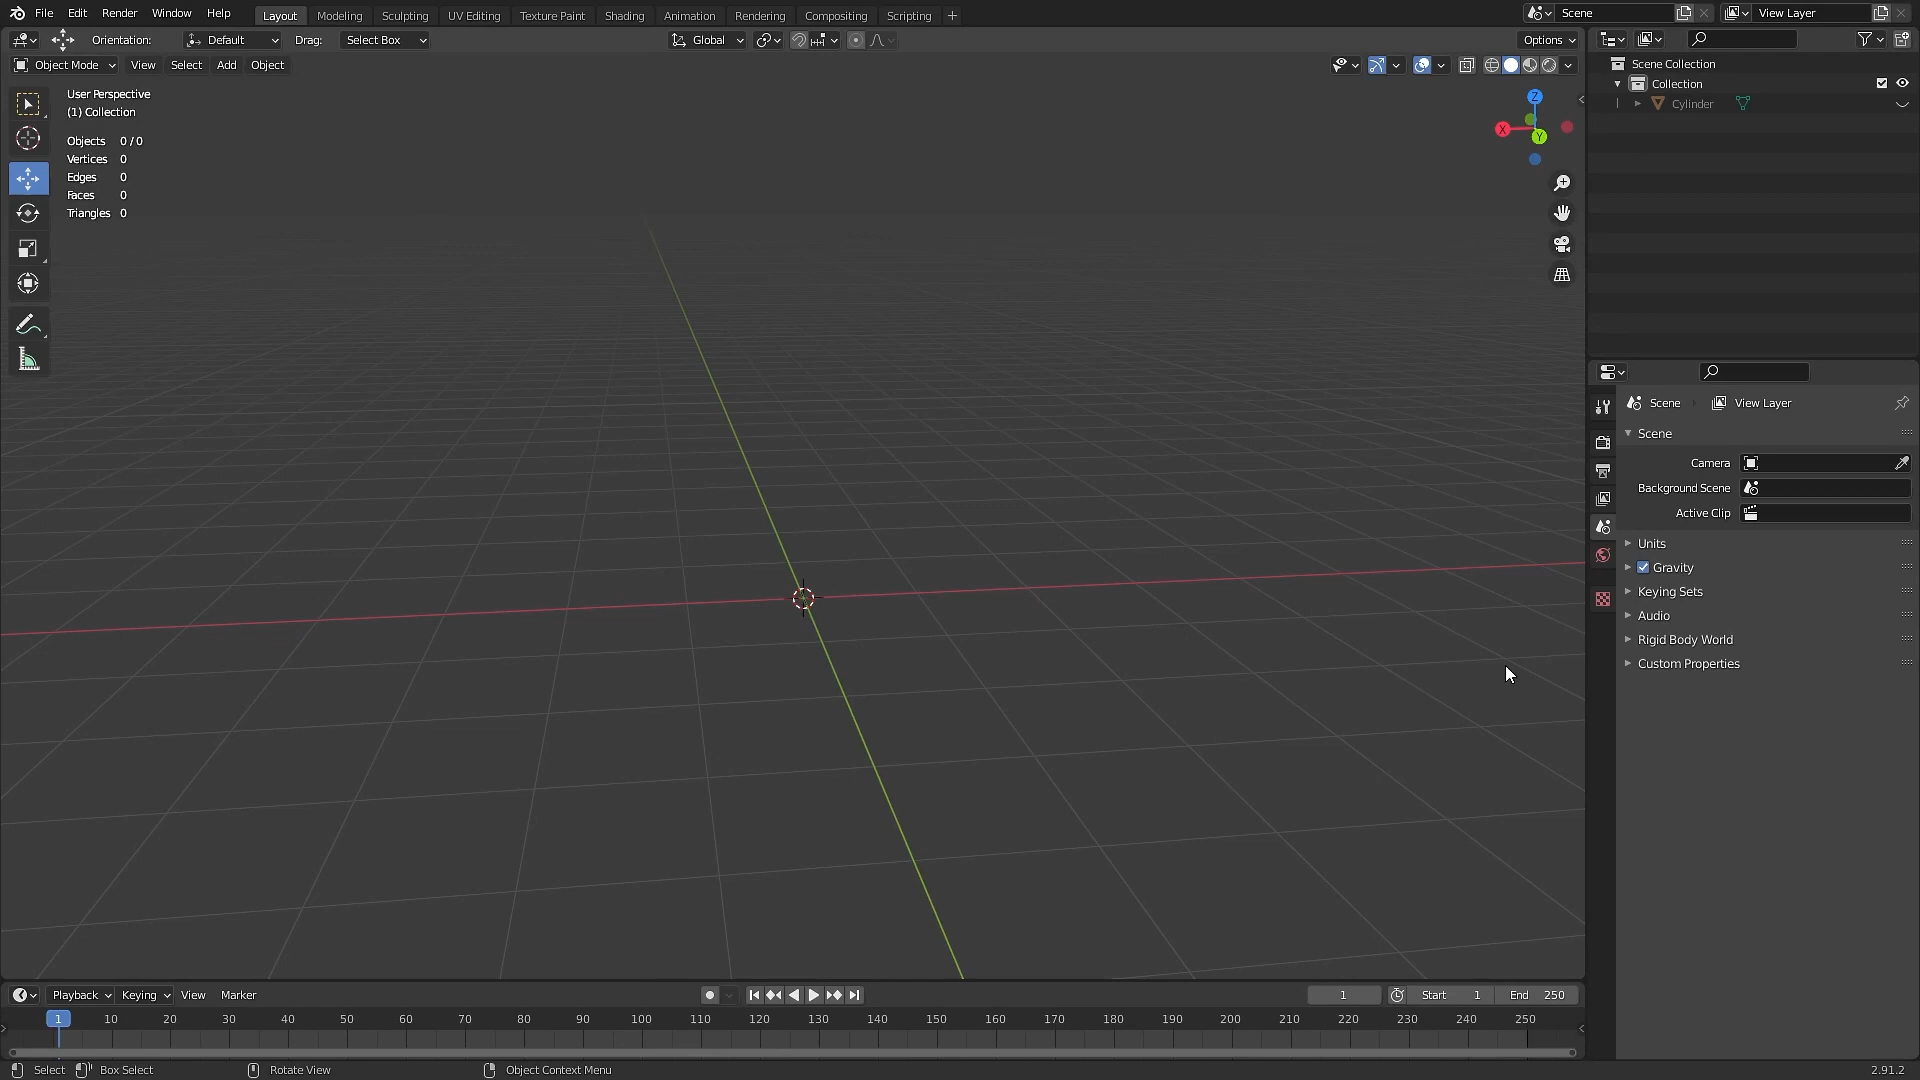 File Edit Render Window Help Layout Modeling Sculpting UV Editing Texture Paint Shading Animation Rendering Compositing Scripting + Scene View Layer
Orientation: Default Drag: Select Box Global Options
Object Mode View Select Add Object
User Perspective
(1) Collection
Objects 0 / 0
Vertices 0
Edges 0
Faces 0
Triangles 0
Z
X
Y
Scene Collection
Collection
Cylinder
Scene View Layer
Scene
Camera
Background Scene
Active Clip
Units
Gravity
Keying Sets
Audio
Rigid Body World
Custom Properties
Playback Keying View Marker 1 Start 1 End 250
1 10 20 30 40 50 60 70 80 90 100 110 120 130 140 150 160 170 180 190 200 210 220 230 240 250
Select Box Select Rotate View Object Context Menu 2.91.2